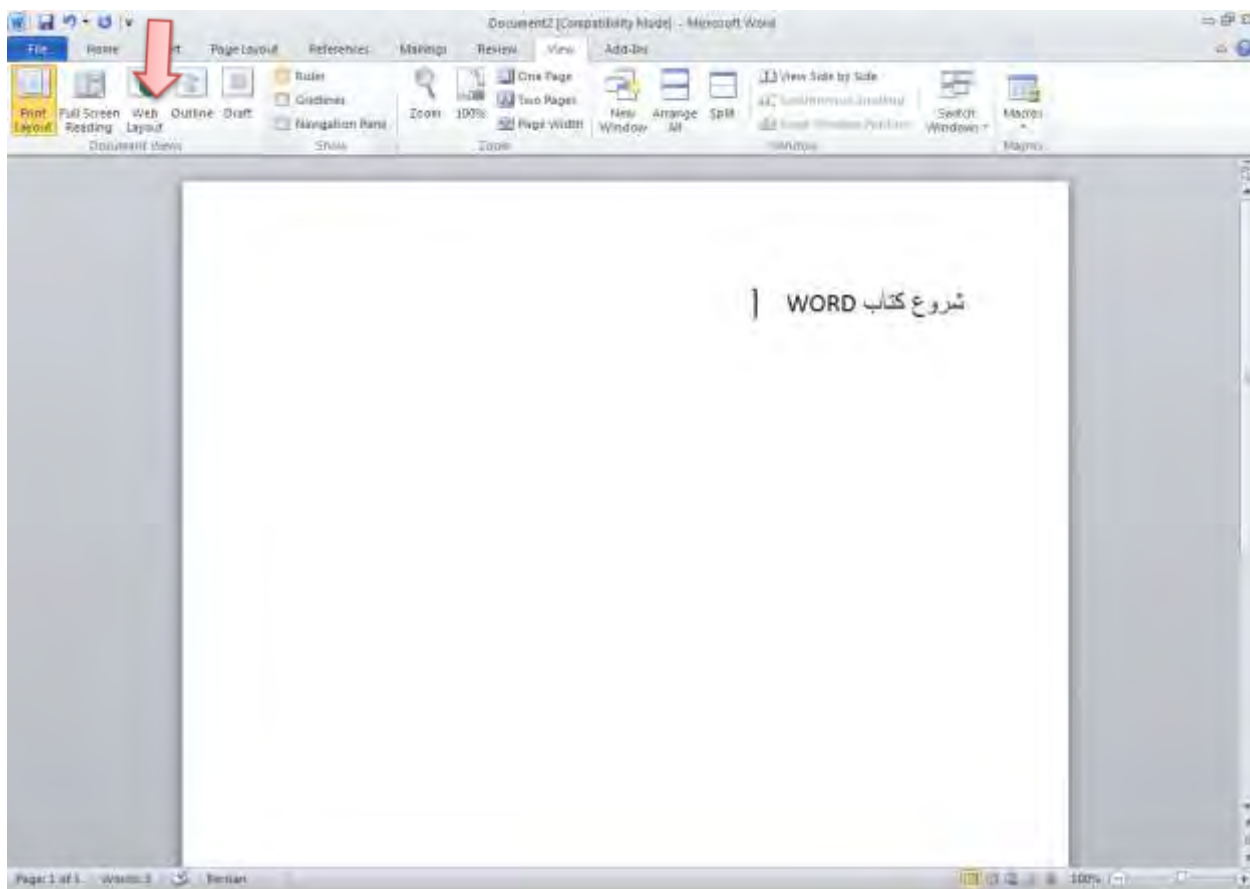 Document2 [Compatibility Mode] - Microsoft Word
File Home Page Layout References Mailings Review View Add-Ins
Print Layout Full Screen Reading Web Layout Outline Draft
Document Views
Ruler
Gridlines
Navigation Pane
Show
Zoom 100%
One Page
Two Pages
Page Width
Zoom
New Window Arrange All Split
View Side by Side
Switch Windows
Window
Macros
Macros
شروع کتاب WORD
Page: 1 of 1 Words: 3 Persian 100%